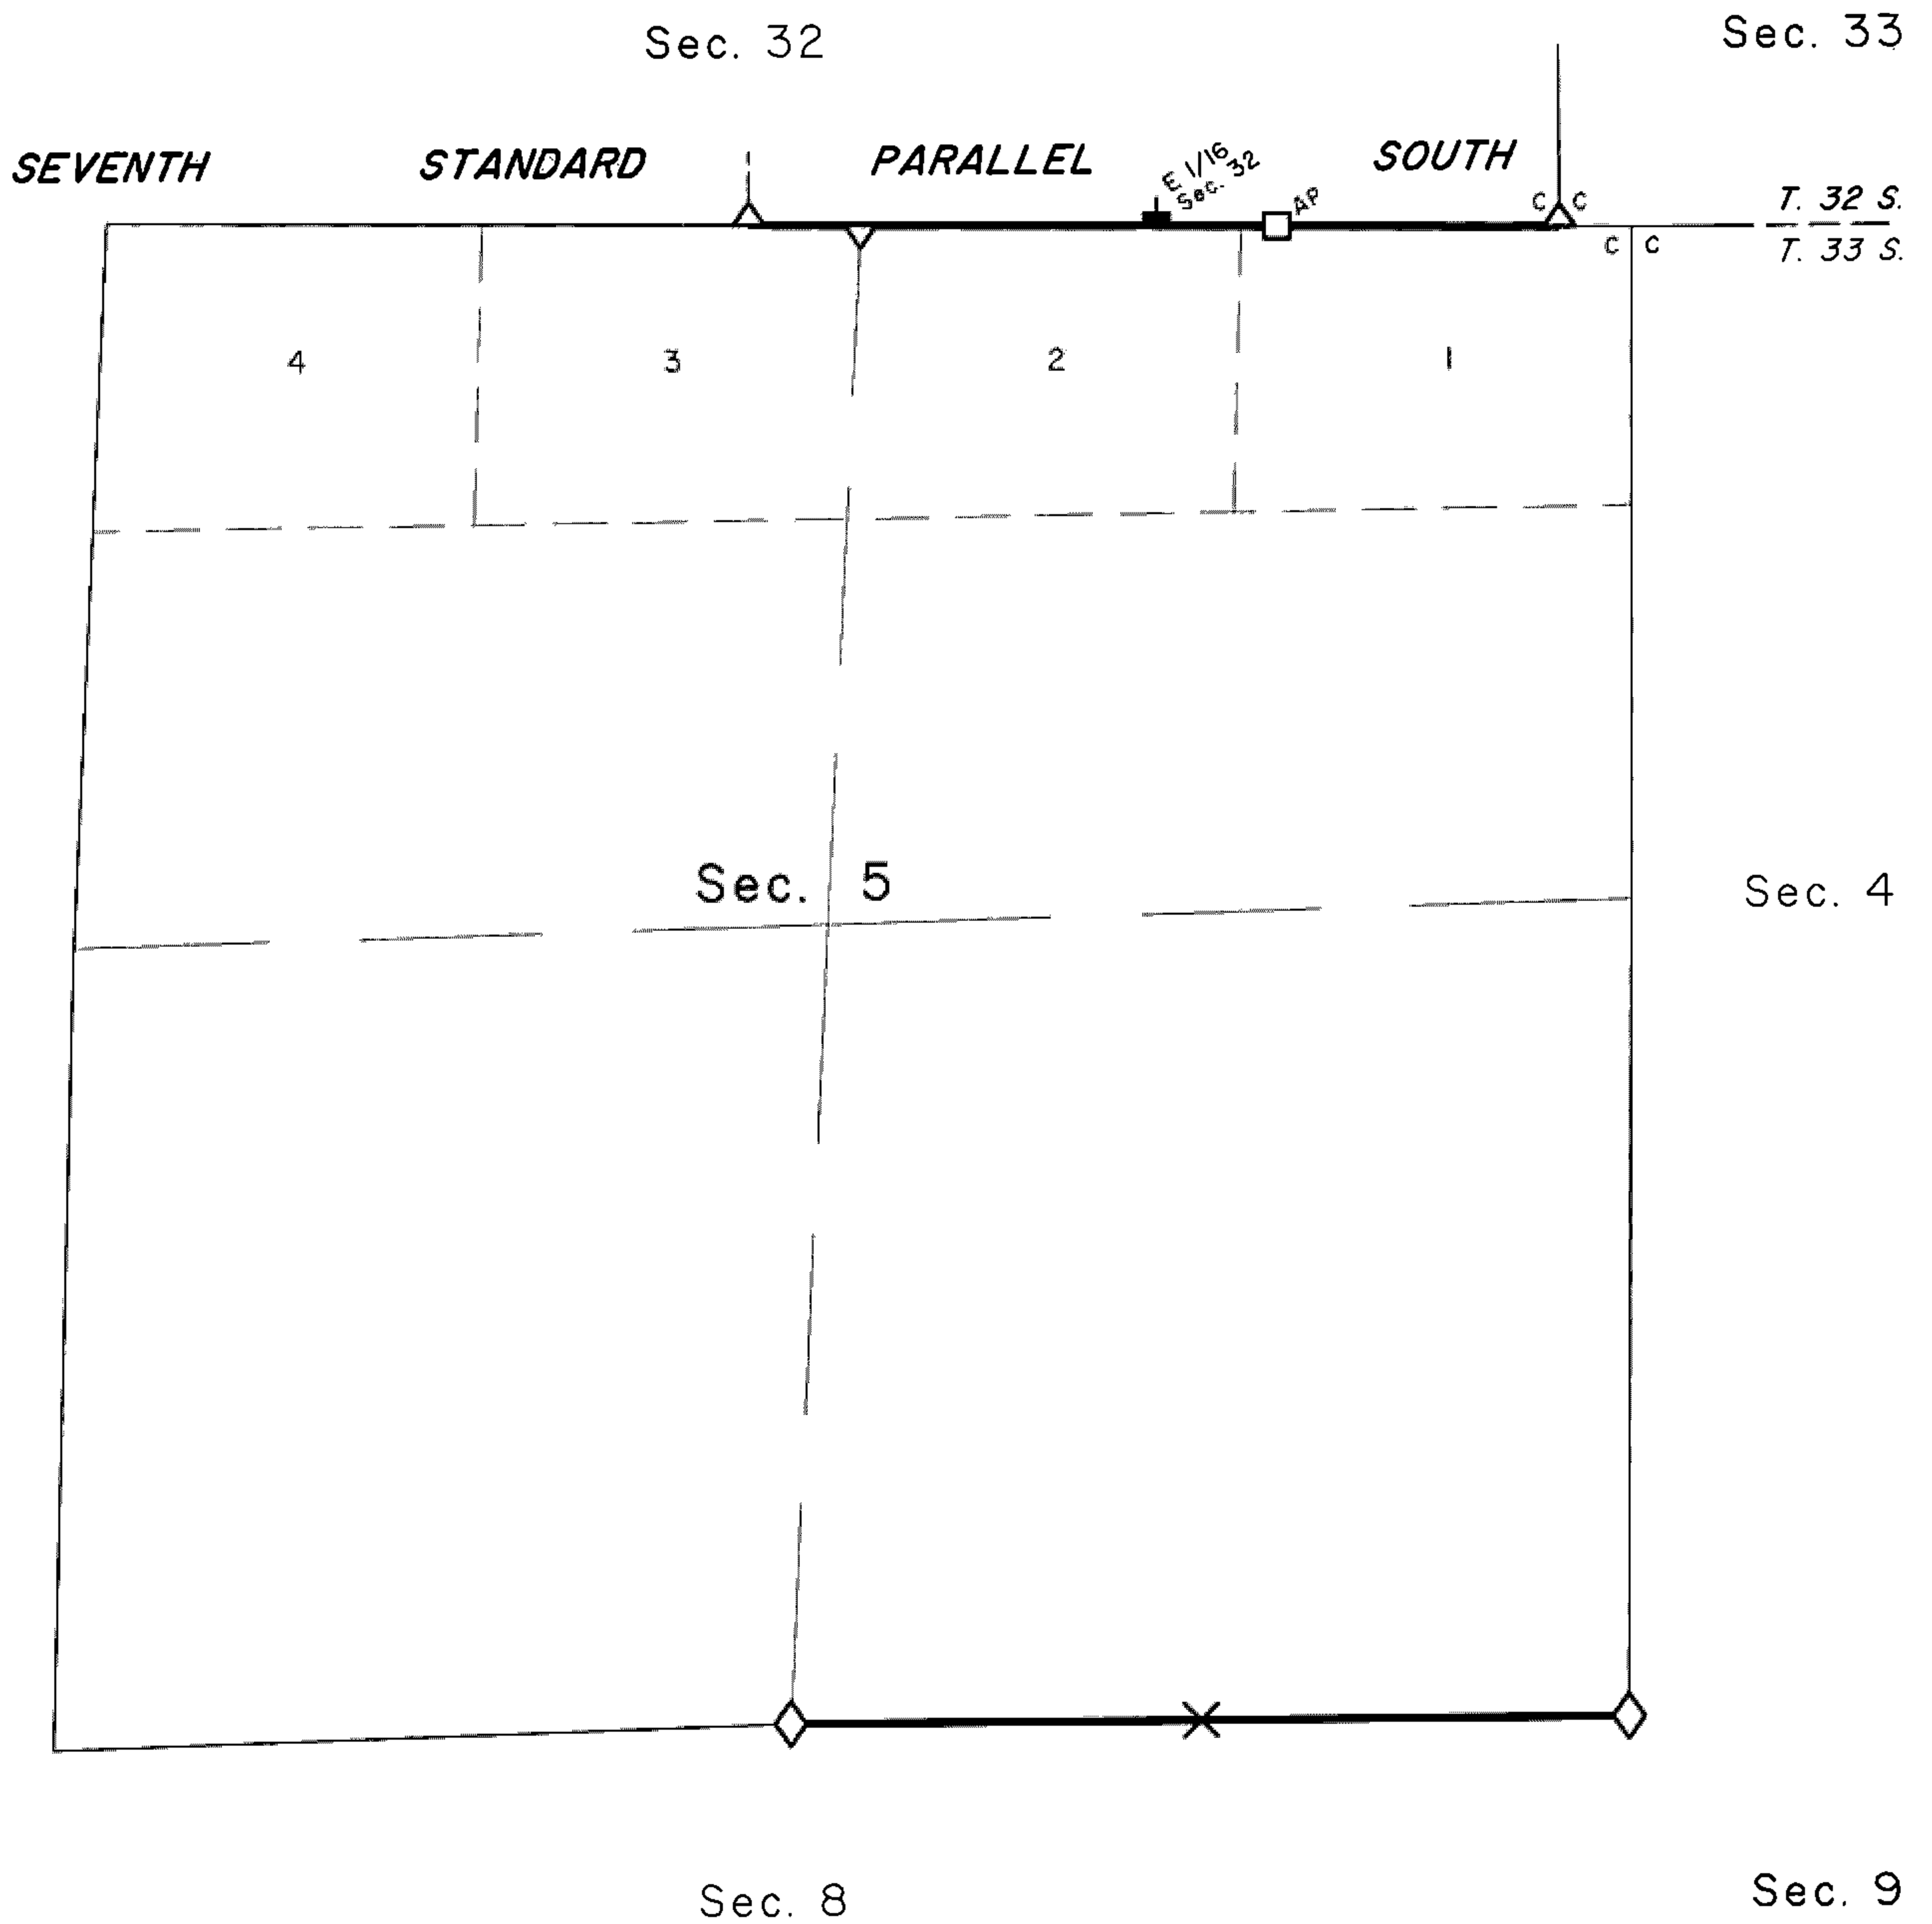 Sec. 32 Sec. 33
SEVENTH STANDARD PARALLEL SOUTH
E 1/16
Sec. 32
AP
C C
T. 32 S.
C C
T. 33 S.
4 3 2 1
Sec. 5
Sec. 4
Sec. 8 Sec. 9